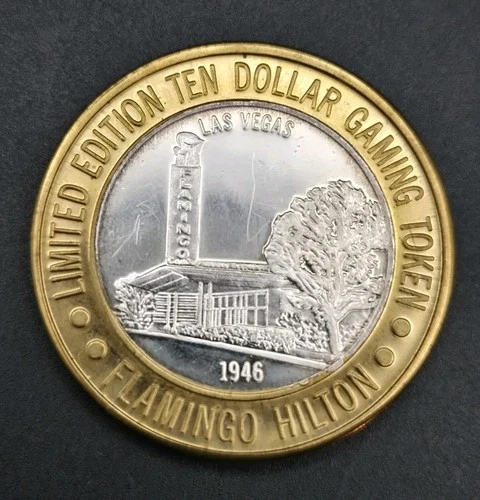 LIMITED EDITION TEN DOLLAR GAMING TOKEN
LAS VEGAS
FLAMINGO
1946
FLAMINGO HILTON